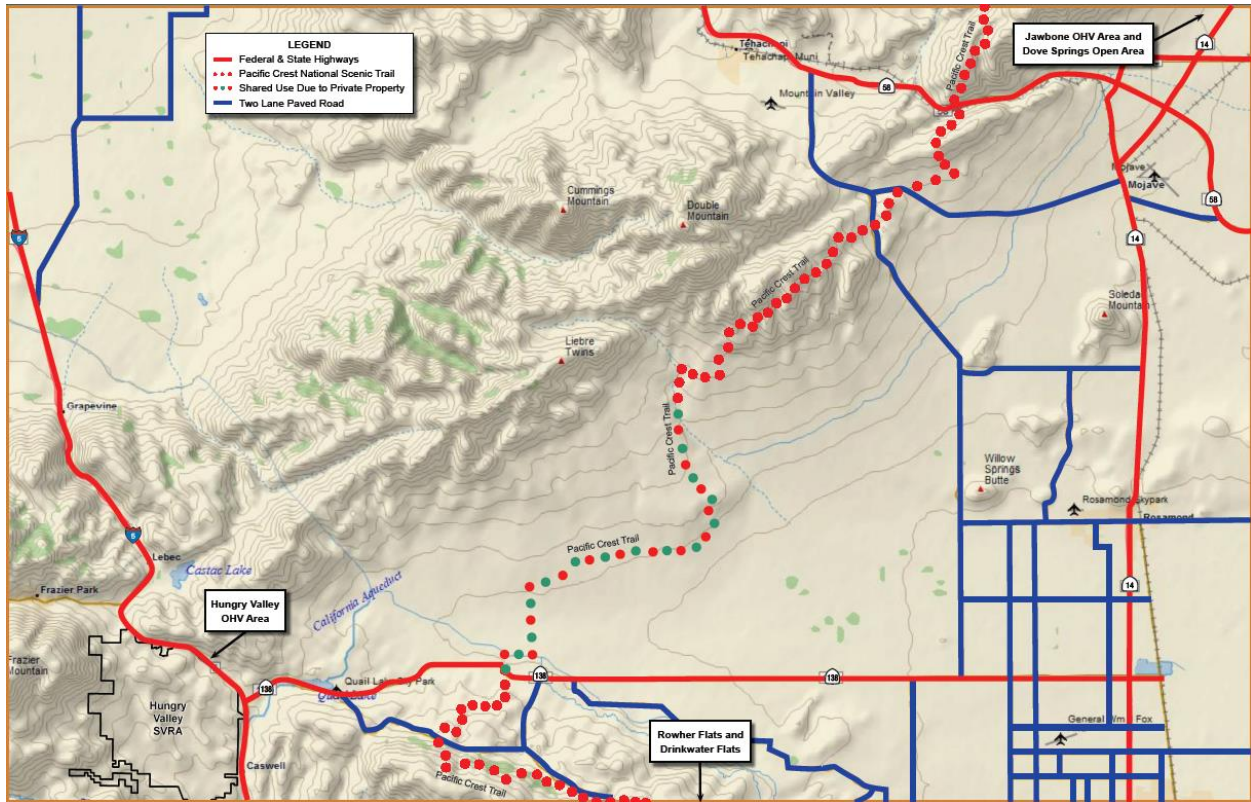 LEGEND
Federal & State Highways
Pacific Crest National Scenic Trail
Shared Use Due to Private Property
Two Lane Paved Road
Jawbone OHV Area and
Dove Springs Open Area
14
Tehachapi
Tehachapi Muni
Mountain Valley
58
Pacific Crest Trail
Mojave
Mojave
58
14
Cummings
Mountain
Double
Mountain
5
Pacific Crest Trail
Soledad
Mountain
Liebre
Twins
Grapevine
Pacific Crest Trail
Willow
Springs
Butte
Rosamond Skypark
Rosamond
5
Lebec
Castac Lake
Pacific Crest Trail
Frazier Park
Hungry Valley
OHV Area
California Aqueduct
14
Frazier
Mountain
138
Quail Lake Sky Park
Quail Lake
138
138
Hungry
Valley
SVRA
Rowher Flats and
Drinkwater Flats
General Wm J Fox
Caswell
Pacific Crest Trail